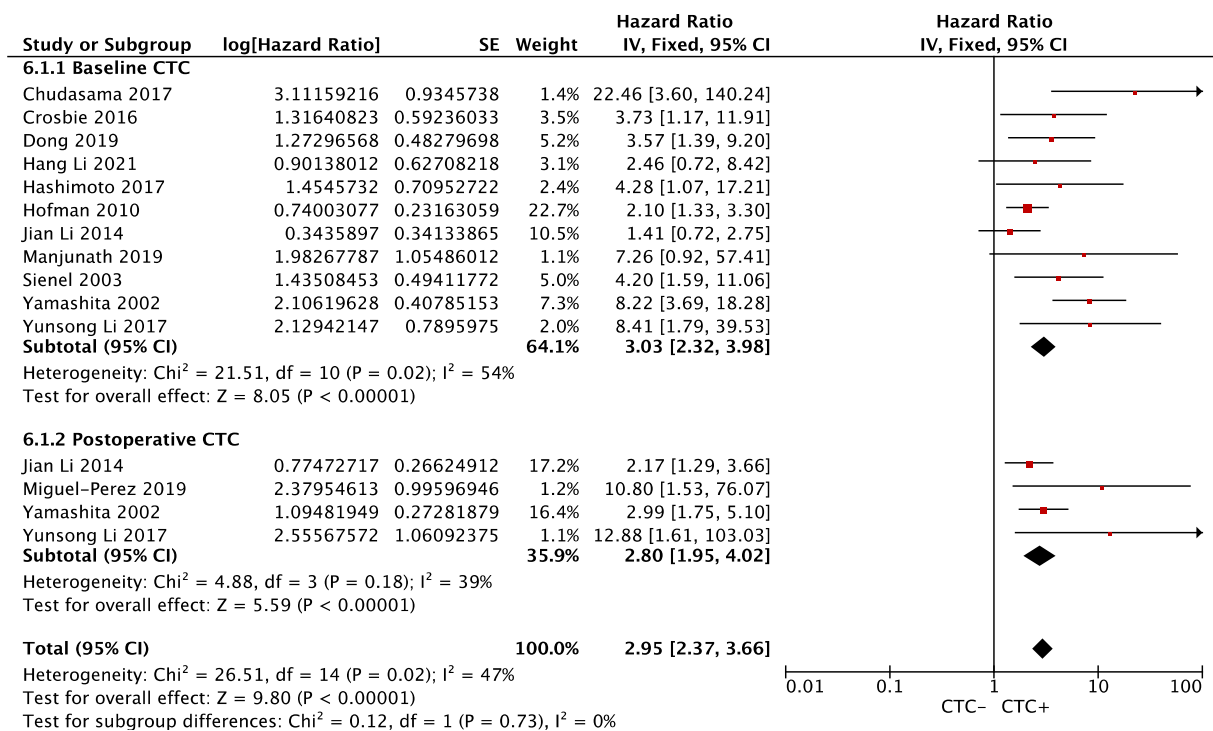 Hazard Ratio Hazard Ratio
Study or Subgroup log[Hazard Ratio] SE Weight IV, Fixed, 95% CI IV, Fixed, 95% CI
6.1.1 Baseline CTC
Chudasama 2017 3.11159216 0.9345738 1.4% 22.46 [3.60, 140.24]
Crosbie 2016 1.31640823 0.59236033 3.5% 3.73 [1.17, 11.91]
Dong 2019 1.27296568 0.48279698 5.2% 3.57 [1.39, 9.20]
Hang Li 2021 0.90138012 0.62708218 3.1% 2.46 [0.72, 8.42]
Hashimoto 2017 1.4545732 0.70952722 2.4% 4.28 [1.07, 17.21]
Hofman 2010 0.74003077 0.23163059 22.7% 2.10 [1.33, 3.30]
Jian Li 2014 0.3435897 0.34133865 10.5% 1.41 [0.72, 2.75]
Manjunath 2019 1.98267787 1.05486012 1.1% 7.26 [0.92, 57.41]
Sienel 2003 1.43508453 0.49411772 5.0% 4.20 [1.59, 11.06]
Yamashita 2002 2.10619628 0.40785153 7.3% 8.22 [3.69, 18.28]
Yunsong Li 2017 2.12942147 0.7895975 2.0% 8.41 [1.79, 39.53]
Subtotal (95% CI) 64.1% 3.03 [2.32, 3.98]
Heterogeneity: Chi² = 21.51, df = 10 (P = 0.02); I² = 54%
Test for overall effect: Z = 8.05 (P < 0.00001)
6.1.2 Postoperative CTC
Jian Li 2014 0.77472717 0.26624912 17.2% 2.17 [1.29, 3.66]
Miguel-Perez 2019 2.37954613 0.99596946 1.2% 10.80 [1.53, 76.07]
Yamashita 2002 1.09481949 0.27281879 16.4% 2.99 [1.75, 5.10]
Yunsong Li 2017 2.55567572 1.06092375 1.1% 12.88 [1.61, 103.03]
Subtotal (95% CI) 35.9% 2.80 [1.95, 4.02]
Heterogeneity: Chi² = 4.88, df = 3 (P = 0.18); I² = 39%
Test for overall effect: Z = 5.59 (P < 0.00001)
Total (95% CI) 100.0% 2.95 [2.37, 3.66]
Heterogeneity: Chi² = 26.51, df = 14 (P = 0.02); I² = 47%
Test for overall effect: Z = 9.80 (P < 0.00001)
Test for subgroup differences: Chi² = 0.12, df = 1 (P = 0.73), I² = 0%
0.01 0.1 1 10 100
CTC- CTC+